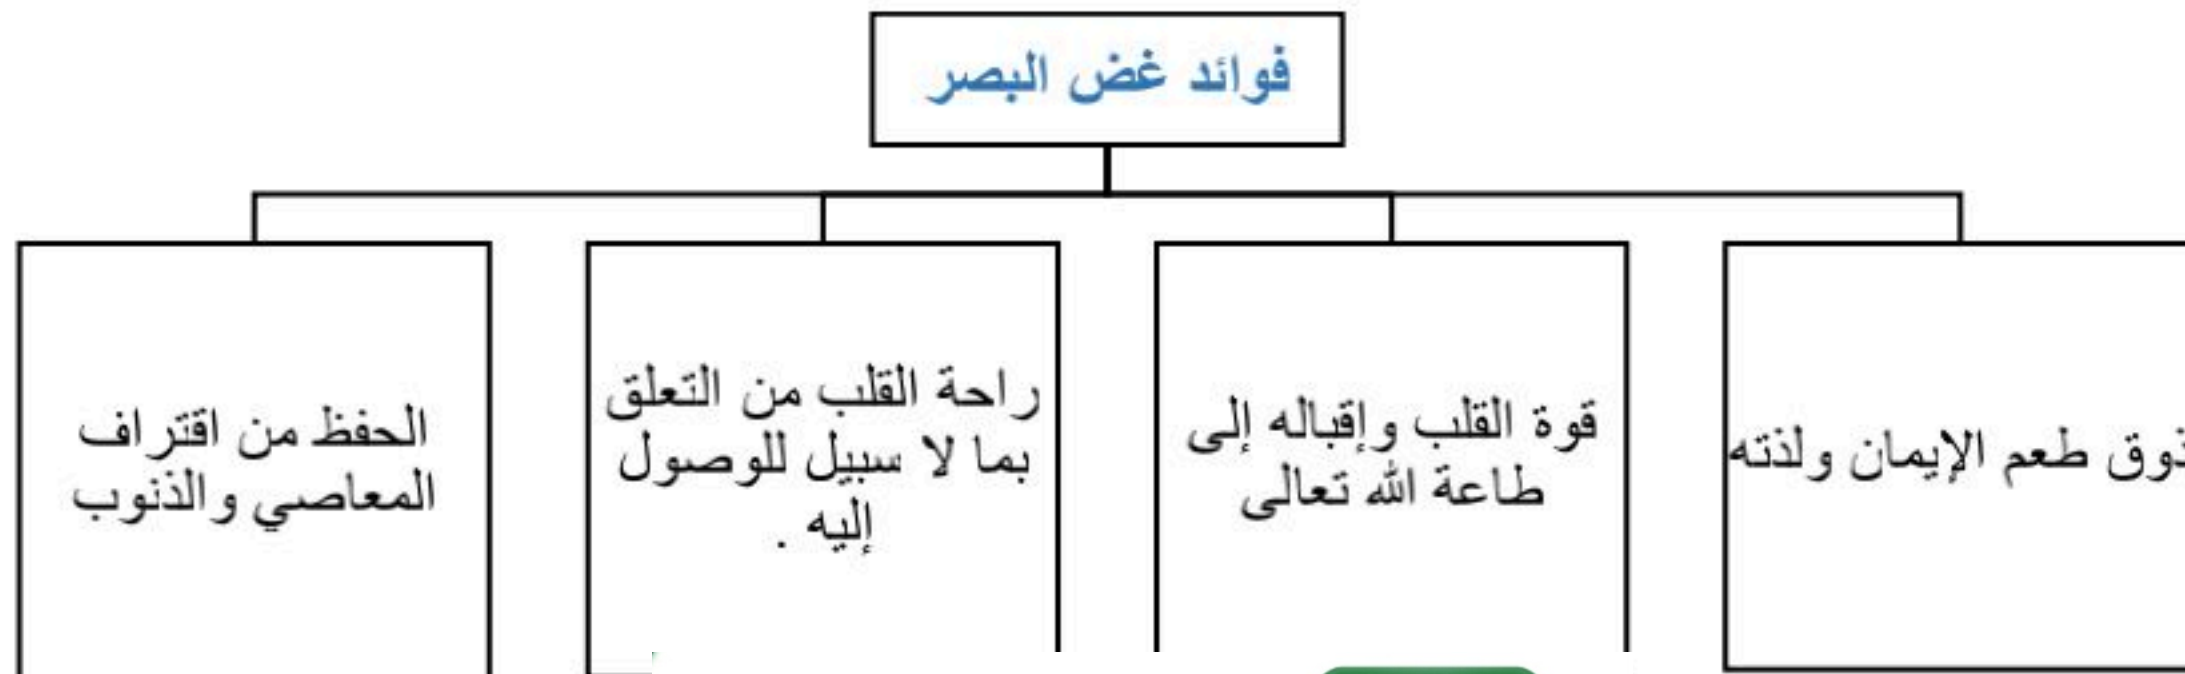 فوائد غض البصر
ذوق طعم الإيمان ولذته
قوة القلب وإقباله إلى
طاعة الله تعالى
راحة القلب من التعلق
بما لا سبيل للوصول
إليه .
الحفظ من اقتراف
المعاصي والذنوب